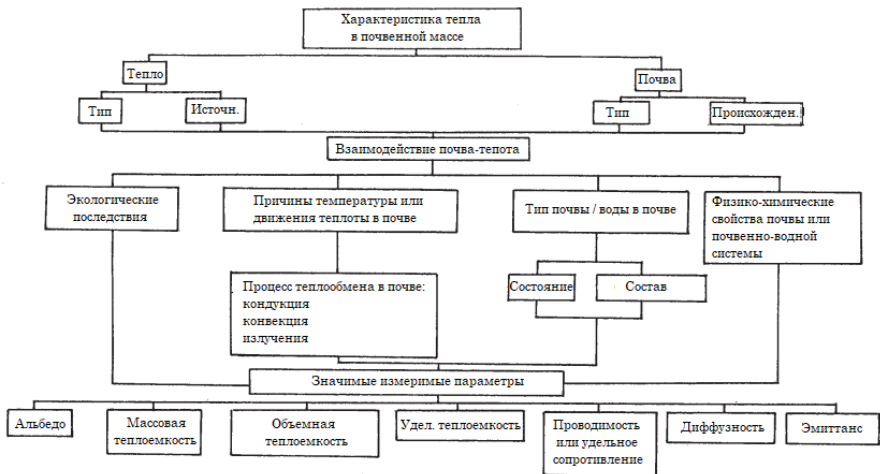 Характеристика тепла
в почвенной массе
Тепло
Почва
Тип
Источн.
Тип
Происхожден.
Взаимодействие почва-тепота
Экологические
последствия
Причины температуры или
движения теплоты в почве
Тип почвы / воды в почве
Физико-химические
свойства почвы или
почвенно-водной
системы
Процесс теплообмена в почве:
кондукция
конвекция
излучения
Состояние
Состав
Значимые измеримые параметры
Альбедо
Массовая
теплоемкость
Объемная
теплоемкость
Удел. теплоемкость
Проводимость
или удельное
сопротивление
Диффузность
Эмиттанс